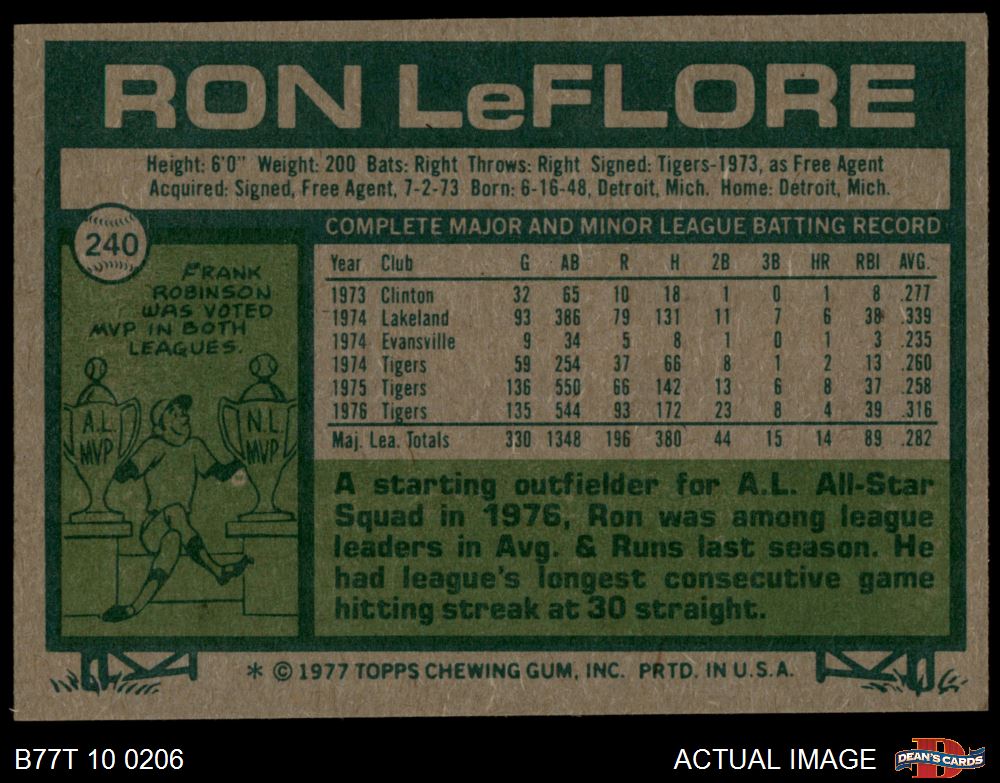 RON LeFLORE
Height: 6'0" Weight: 200 Bats: Right Throws: Right Signed: Tigers-1973, as Free Agent
Acquired: Signed, Free Agent, 7-2-73 Born: 6-16-48, Detroit, Mich. Home: Detroit, Mich.
240
FRANK
ROBINSON
WAS VOTED
MVP IN BOTH
LEAGUES.
A.L.
MVP
N.L.
MVP
COMPLETE MAJOR AND MINOR LEAGUE BATTING RECORD
Year Club G AB R H 2B 3B HR RBI AVG.
1973 Clinton 32 65 10 18 1 0 1 8 .277
1974 Lakeland 93 386 79 131 11 7 6 38 .339
1974 Evansville 9 34 5 8 1 0 1 3 .235
1974 Tigers 59 254 37 66 8 1 2 13 .260
1975 Tigers 136 550 66 142 13 6 8 37 .258
1976 Tigers 135 544 93 172 23 8 4 39 .316
Maj. Lea. Totals 330 1348 196 380 44 15 14 89 .282
A starting outfielder for A.L. All-Star
Squad in 1976, Ron was among league
leaders in Avg. & Runs last season. He
had league's longest consecutive game
hitting streak at 30 straight.
* © 1977 TOPPS CHEWING GUM, INC. PRTD. IN U.S.A.
B77T 10 0206
ACTUAL IMAGE
D
DEAN'S CARDS